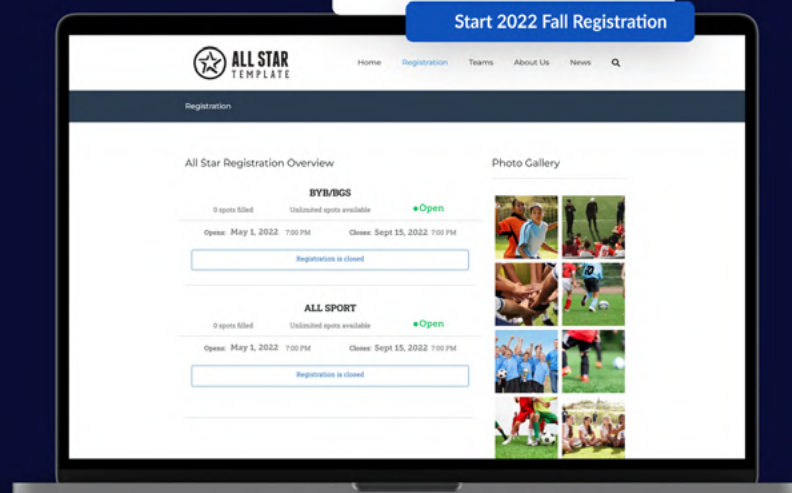 Start 2022 Fall Registration
ALL STAR
TEMPLATE
Home Registration Teams About Us News
Registration
All Star Registration Overview
Photo Gallery
BYB/BGS
0 spots filled Unlimited spots available Open
Opens: May 1, 2022 7:00 PM Closes: Sept 15, 2022 7:00 PM
Registration is closed
ALL SPORT
0 spots filled Unlimited spots available Open
Opens: May 1, 2022 7:00 PM Closes: Sept 15, 2022 7:00 PM
Registration is closed